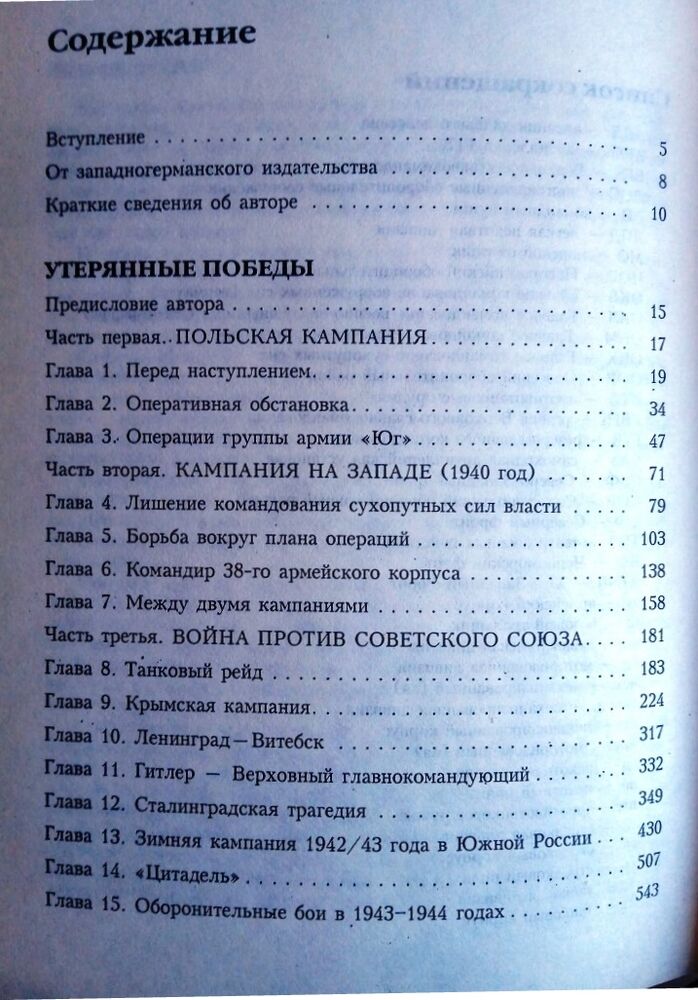 Содержание
Вступление 5
От западногерманского издательства 8
Краткие сведения об авторе 10
УТЕРЯННЫЕ ПОБЕДЫ
Предисловие автора 15
Часть первая. ПОЛЬСКАЯ КАМПАНИЯ 17
Глава 1. Перед наступлением 19
Глава 2. Оперативная обстановка 34
Глава 3. Операции группы армии «Юг» 47
Часть вторая. КАМПАНИЯ НА ЗАПАДЕ (1940 год) 71
Глава 4. Лишение командования сухопутных сил власти 79
Глава 5. Борьба вокруг плана операций 103
Глава 6. Командир 38-го армейского корпуса 138
Глава 7. Между двумя кампаниями 158
Часть третья. ВОЙНА ПРОТИВ СОВЕТСКОГО СОЮЗА 181
Глава 8. Танковый рейд 183
Глава 9. Крымская кампания 224
Глава 10. Ленинград — Витебск 317
Глава 11. Гитлер — Верховный главнокомандующий 332
Глава 12. Сталинградская трагедия 349
Глава 13. Зимняя кампания 1942/43 года в Южной России 430
Глава 14. «Цитадель» 507
Глава 15. Оборонительные бои в 1943–1944 годах 543